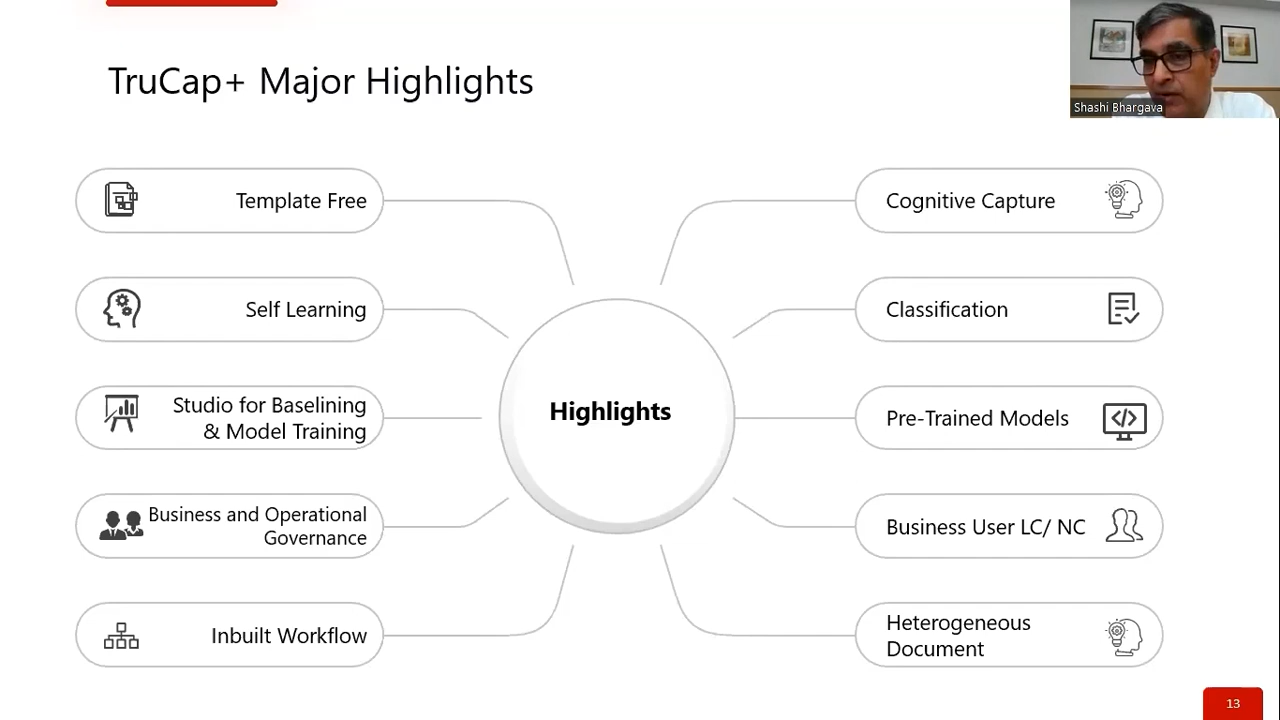 TruCap+ Major Highlights
Shashi Bhargava
Template Free
Self Learning
Studio for Baselining
& Model Training
Business and Operational
Governance
Inbuilt Workflow
Highlights
Cognitive Capture
Classification
Pre-Trained Models
Business User LC/ NC
Heterogeneous
Document
13